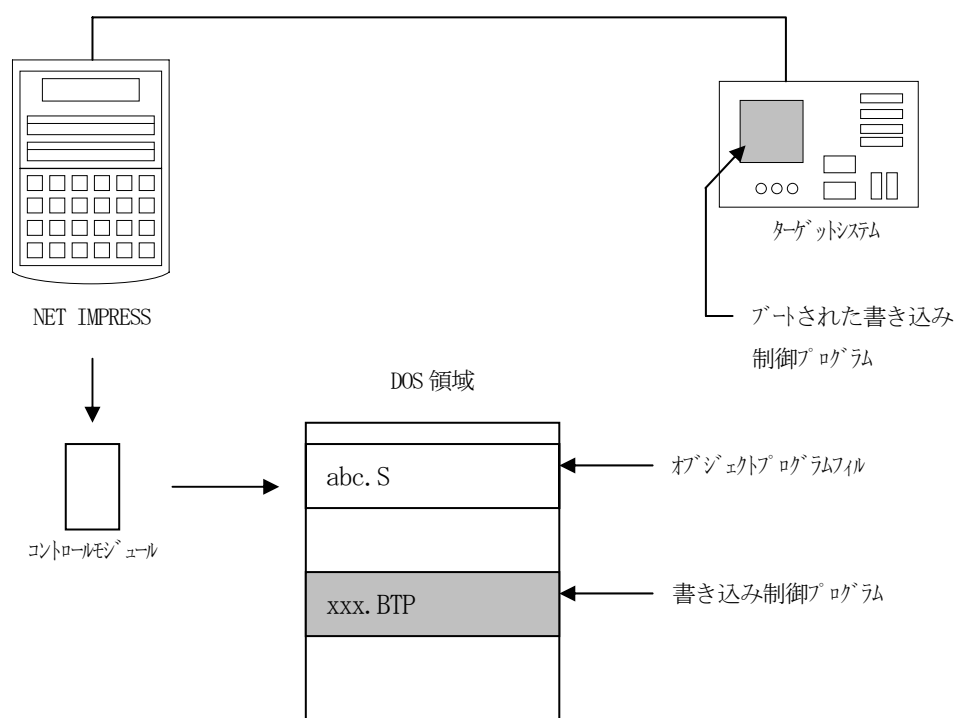 NET IMPRESS
ターゲットシステム
ブートされた書き込み
制御プログラム
DOS 領域
コントロールモジュール
abc.S
オブジェクトプログラムフィル
xxx.BTP
書き込み制御プログラム